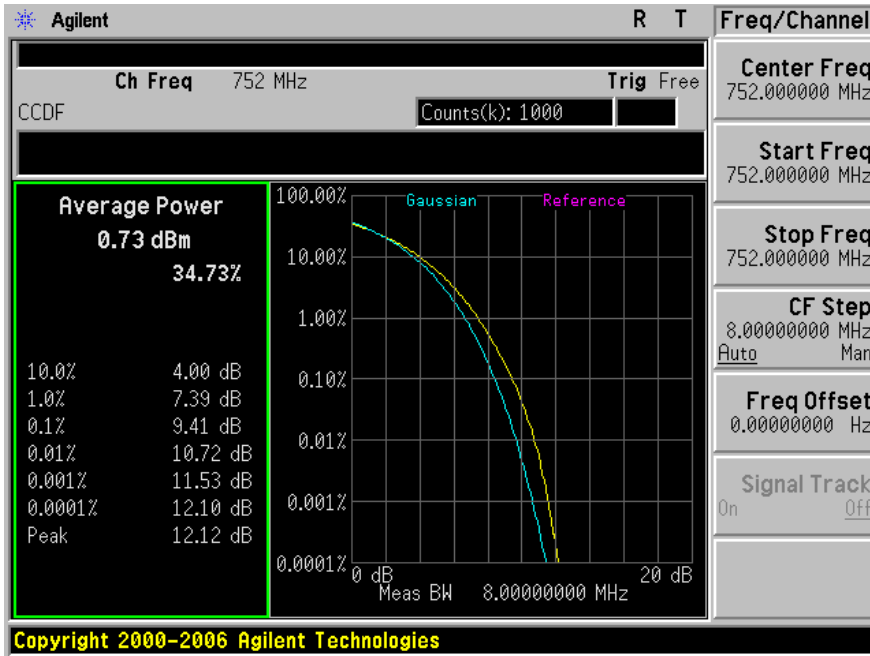 Agilent R T
Ch Freq 752 MHz Trig Free
CCDF Counts(k): 1000
Average Power
0.73 dBm
34.73%
10.0% 4.00 dB
1.0% 7.39 dB
0.1% 9.41 dB
0.01% 10.72 dB
0.001% 11.53 dB
0.0001% 12.10 dB
Peak 12.12 dB
Gaussian Reference
100.00%
10.00%
1.00%
0.10%
0.01%
0.001%
0.0001%
0 dB 20 dB
Meas BW 8.00000000 MHz
Freq/Channel
Center Freq
752.000000 MHz
Start Freq
752.000000 MHz
Stop Freq
752.000000 MHz
CF Step
8.00000000 MHz
Auto Man
Freq Offset
0.00000000 Hz
Signal Track
On Off
Copyright 2000-2006 Agilent Technologies